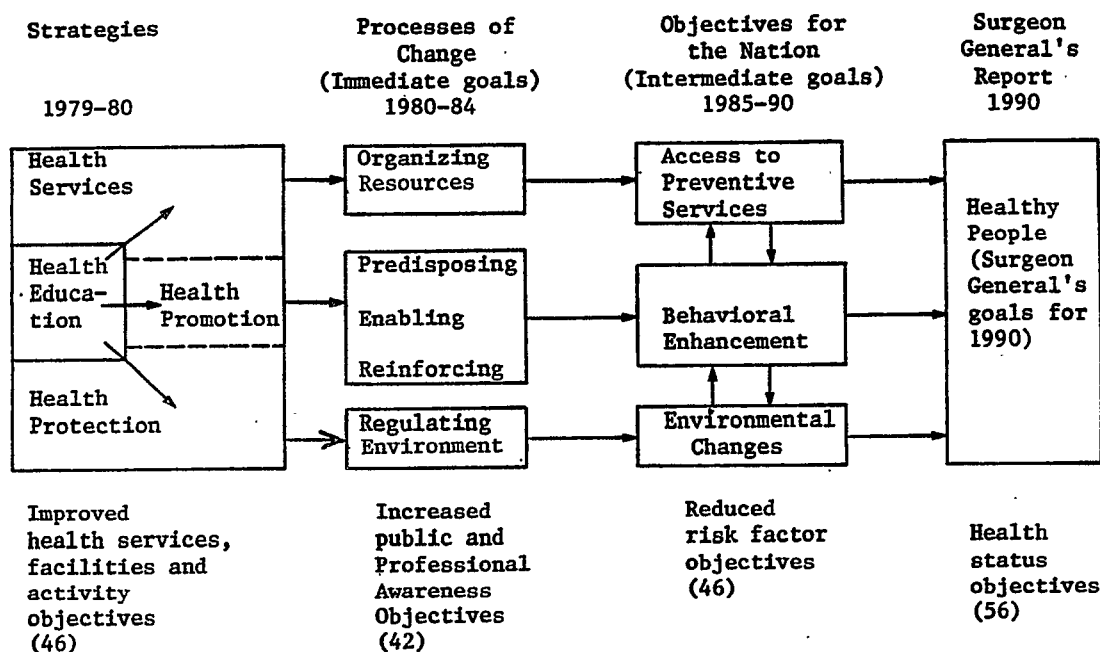 Strategies
1979-80
Processes of
Change
(Immediate goals)
1980-84
Objectives for
the Nation
(Intermediate goals)
1985-90
Surgeon
General's
Report
1990
Health
Services
Health
Educa-
tion
Health
Promotion
Health
Protection
Organizing
Resources
Predisposing
Enabling
Reinforcing
Regulating
Environment
Access to
Preventive
Services
Behavioral
Enhancement
Environmental
Changes
Healthy
People
(Surgeon
General's
goals for
1990)
Improved
health services,
facilities and
activity
objectives
(46)
Increased
public and
Professional
Awareness
Objectives
(42)
Reduced
risk factor
objectives
(46)
Health
status
objectives
(56)